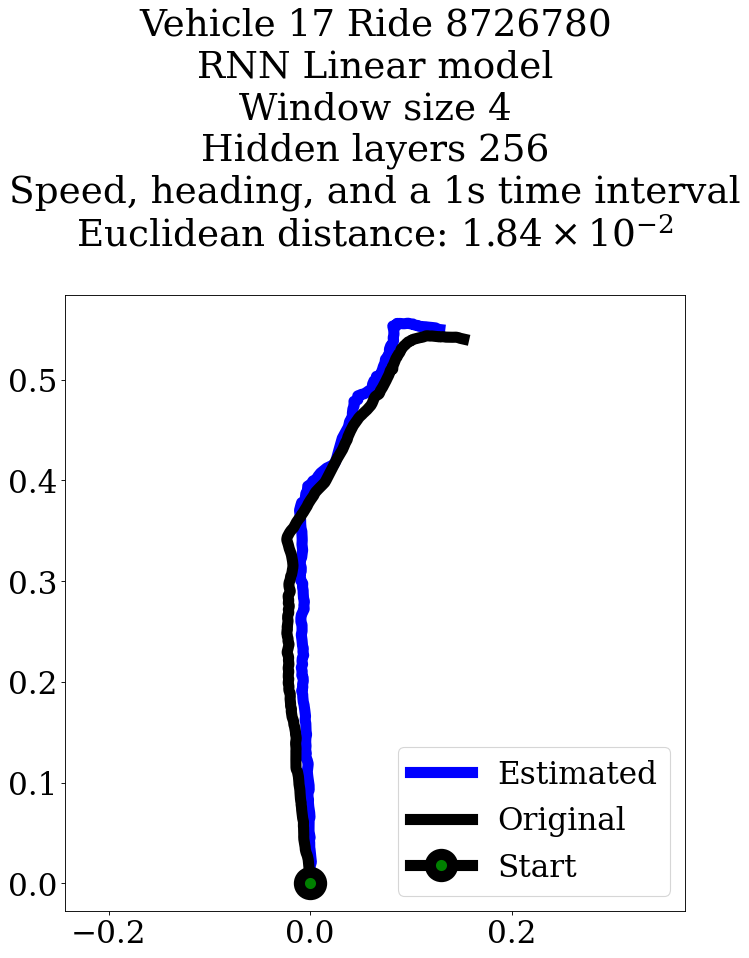 Vehicle 17 Ride 8726780
RNN Linear model
Window size 4
Hidden layers 256
Speed, heading, and a 1s time interval
Euclidean distance: 1.84 × 10⁻²
0.5
0.4
0.3
0.2
0.1
0.0
−0.2
0.0
0.2
Estimated
Original
Start